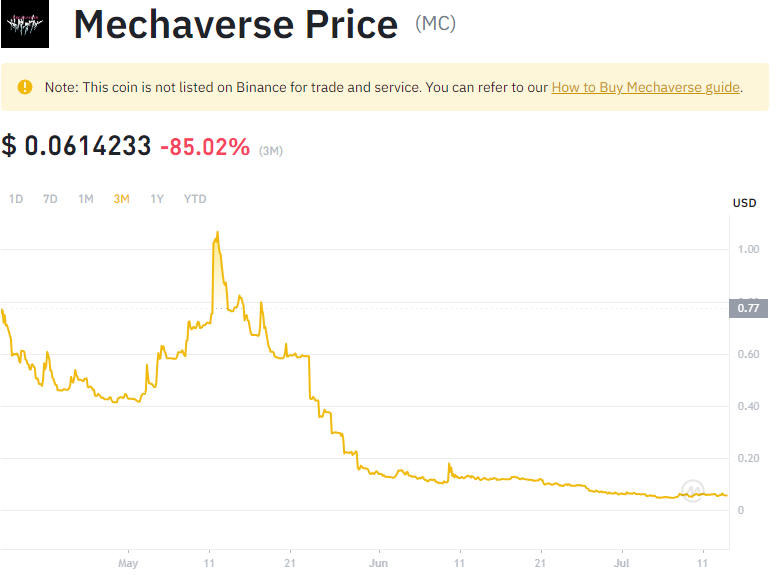 Mechaverse Price (MC)
Note: This coin is not listed on Binance for trade and service. You can refer to our How to Buy Mechaverse guide.
$ 0.0614233 -85.02% (3M)
1D 7D 1M 3M 1Y YTD
USD
1.00
0.77
0.60
0.40
0.20
0
May 11 21 Jun 11 21 Jul 11